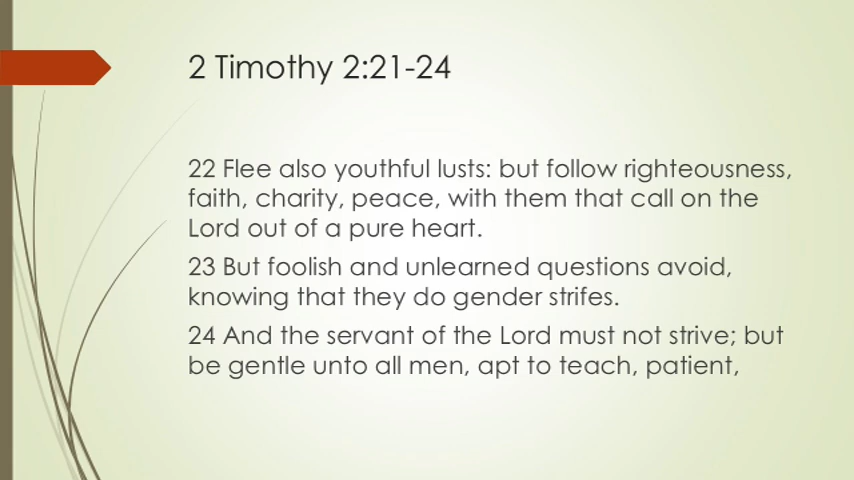 2 Timothy 2:21-24
22 Flee also youthful lusts: but follow righteousness,
faith, charity, peace, with them that call on the
Lord out of a pure heart.
23 But foolish and unlearned questions avoid,
knowing that they do gender strifes.
24 And the servant of the Lord must not strive; but
be gentle unto all men, apt to teach, patient,